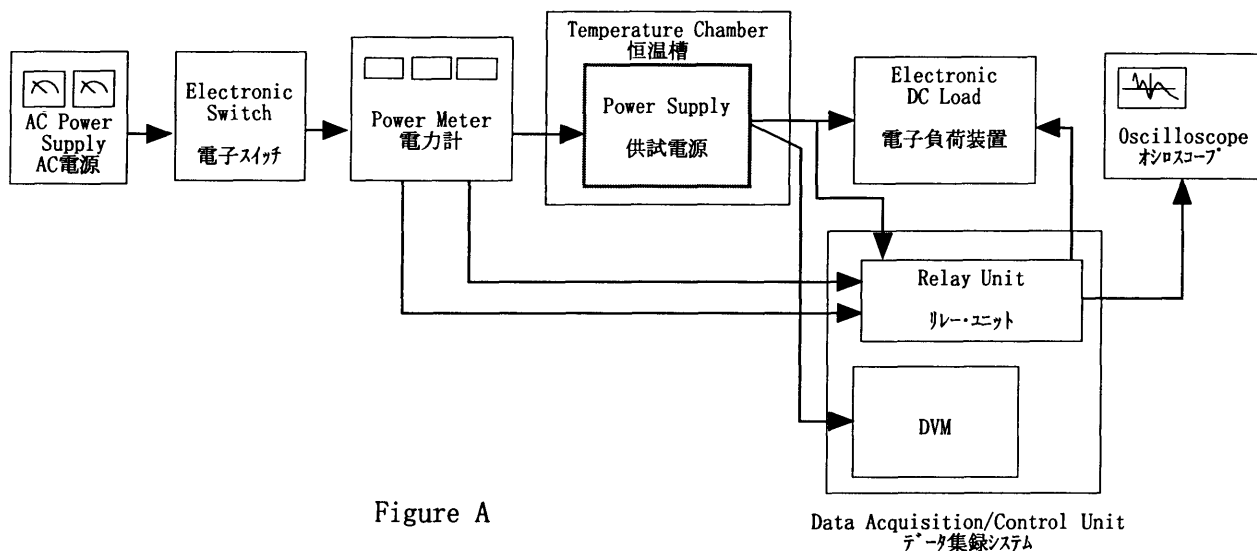 Temperature Chamber
恒温槽
AC Power
Supply
AC電源
Electronic
Switch
電子スイッチ
Power Meter
電力計
Power Supply
供試電源
Electronic
DC Load
電子負荷装置
Oscilloscope
オシロスコープ
Relay Unit
リレー・ユニット
DVM
Figure A
Data Acquisition/Control Unit
データ集録システム